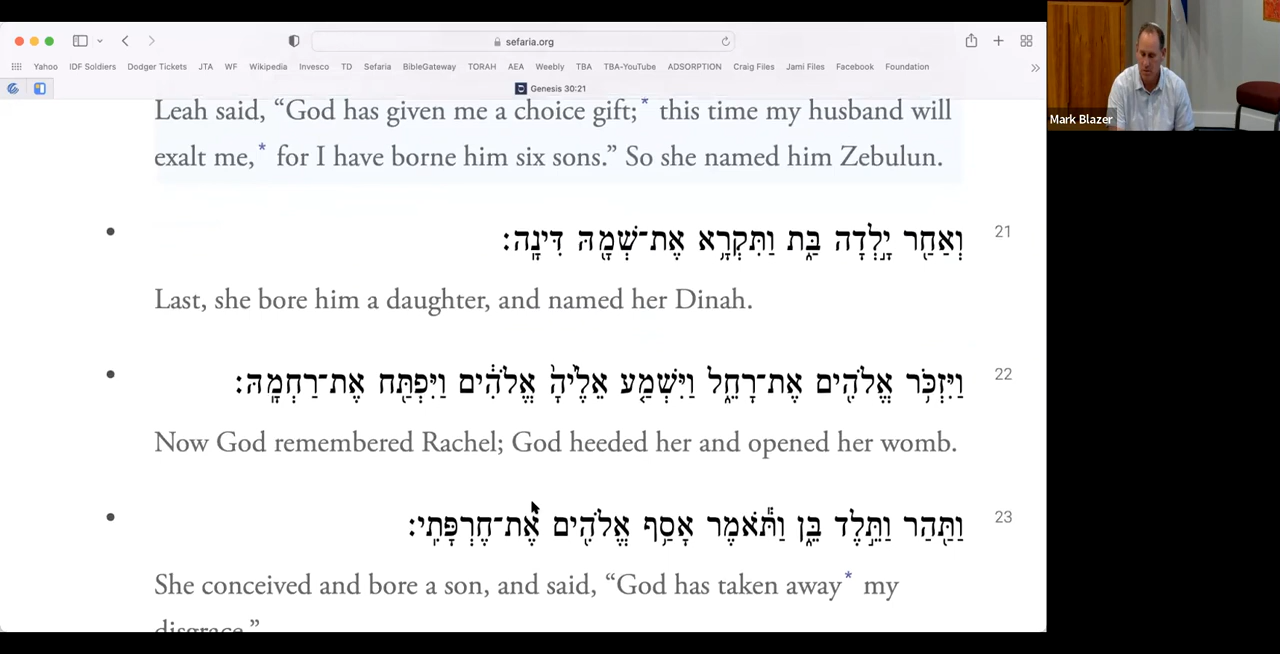 sefaria.org
Yahoo IDF Soldiers Dodger Tickets JTA WF Wikipedia Invesco TD Sefaria BibleGateway TORAH AEA Weebly TBA TBA-YouTube ADSORPTION Craig Files Jami Files Facebook Foundation
Genesis 30:21
Mark Blazer
Leah said, “God has given me a choice gift;* this time my husband will
exalt me,* for I have borne him six sons.” So she named him Zebulun.
21
וְאַחַ֖ר יָ֣לְדָה בַּ֑ת וַתִּקְרָ֥א אֶת־שְׁמָ֖הּ דִּינָֽה׃
Last, she bore him a daughter, and named her Dinah.
22
וַיִּזְכֹּ֥ר אֱלֹהִ֖ים אֶת־רָחֵ֑ל וַיִּשְׁמַ֤ע אֵלֶ֙יהָ֙ אֱלֹהִ֔ים וַיִּפְתַּ֖ח אֶת־רַחְמָֽהּ׃
Now God remembered Rachel; God heeded her and opened her womb.
23
וַתַּ֖הַר וַתֵּ֣לֶד בֵּ֑ן וַתֹּ֕אמֶר אָסַ֥ף אֱלֹהִ֖ים אֶת־חֶרְפָּתִֽי׃
She conceived and bore a son, and said, “God has taken away* my
disgrace.”